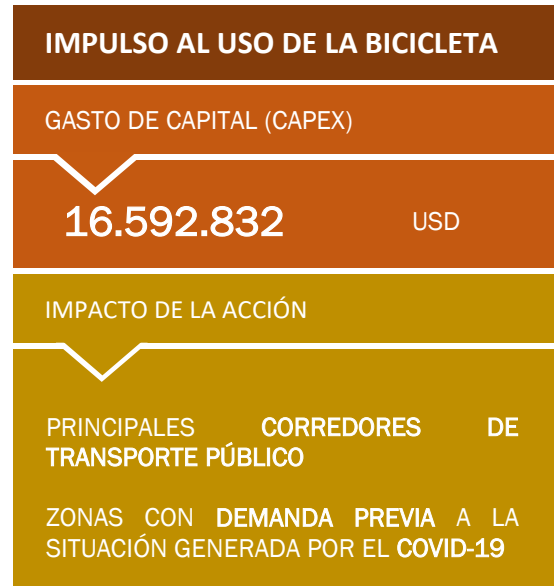 IMPULSO AL USO DE LA BICICLETA
GASTO DE CAPITAL (CAPEX)
16.592.832 USD
IMPACTO DE LA ACCIÓN
PRINCIPALES CORREDORES DE
TRANSPORTE PÚBLICO
ZONAS CON DEMANDA PREVIA A LA
SITUACIÓN GENERADA POR EL COVID-19